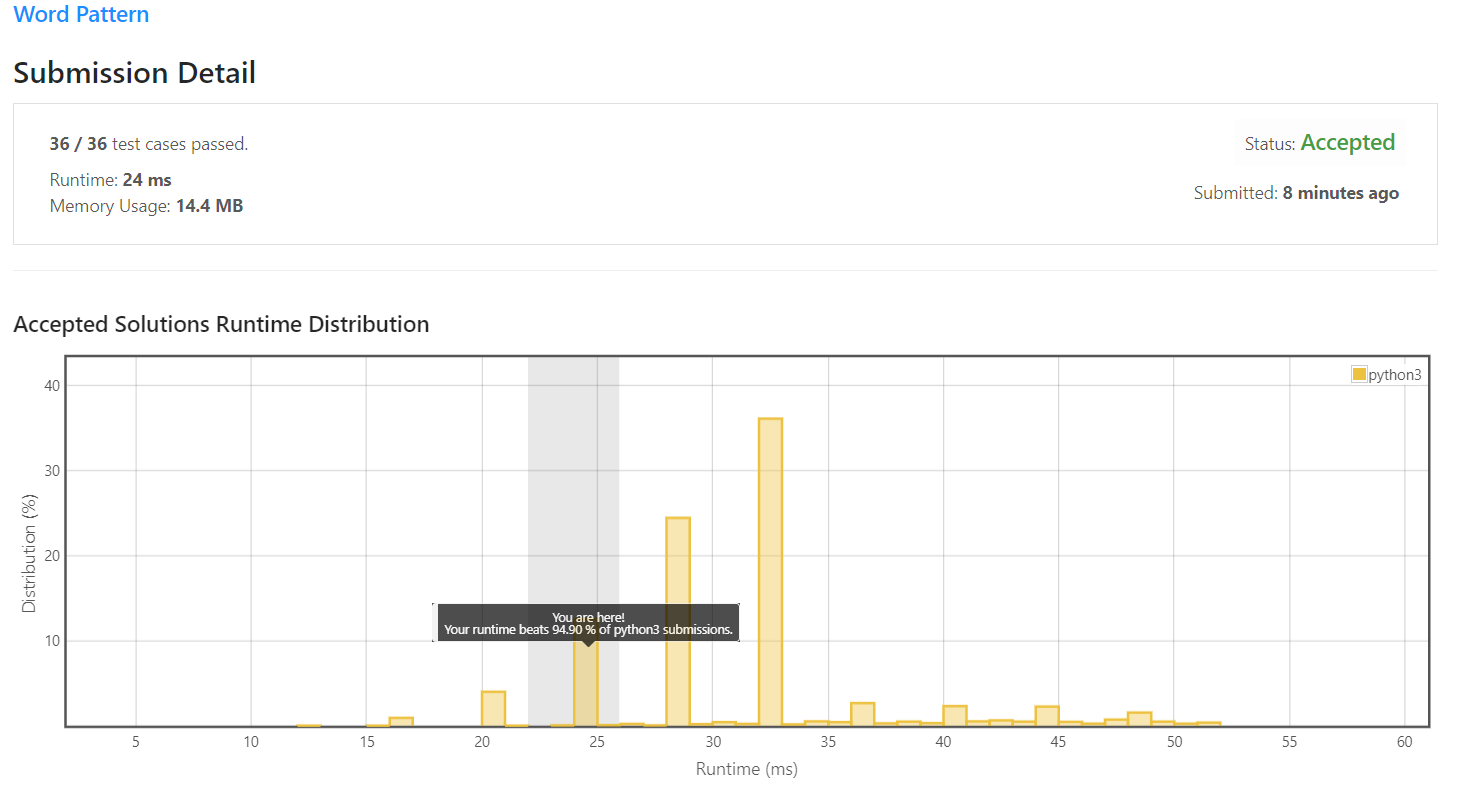 Word Pattern
Submission Detail
36 / 36 test cases passed.
Status: Accepted
Runtime: 24 ms
Submitted: 8 minutes ago
Memory Usage: 14.4 MB
Accepted Solutions Runtime Distribution
python3
40
30
20
10
Distribution (%)
You are here!
Your runtime beats 94.90 % of python3 submissions.
5 10 15 20 25 30 35 40 45 50 55 60
Runtime (ms)